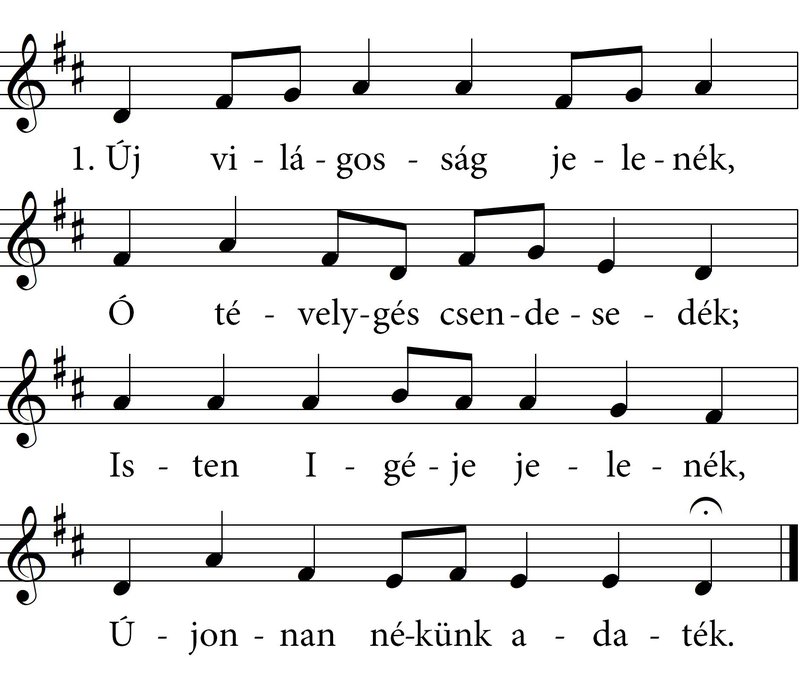 1. Új vi - lá - gos - ság je - le - nék,
Ó té - vely-gés csen-de - se - dék;
Is - ten I - gé - je je - le - nék,
Ú - jon - nan né-künk a - da - ték.